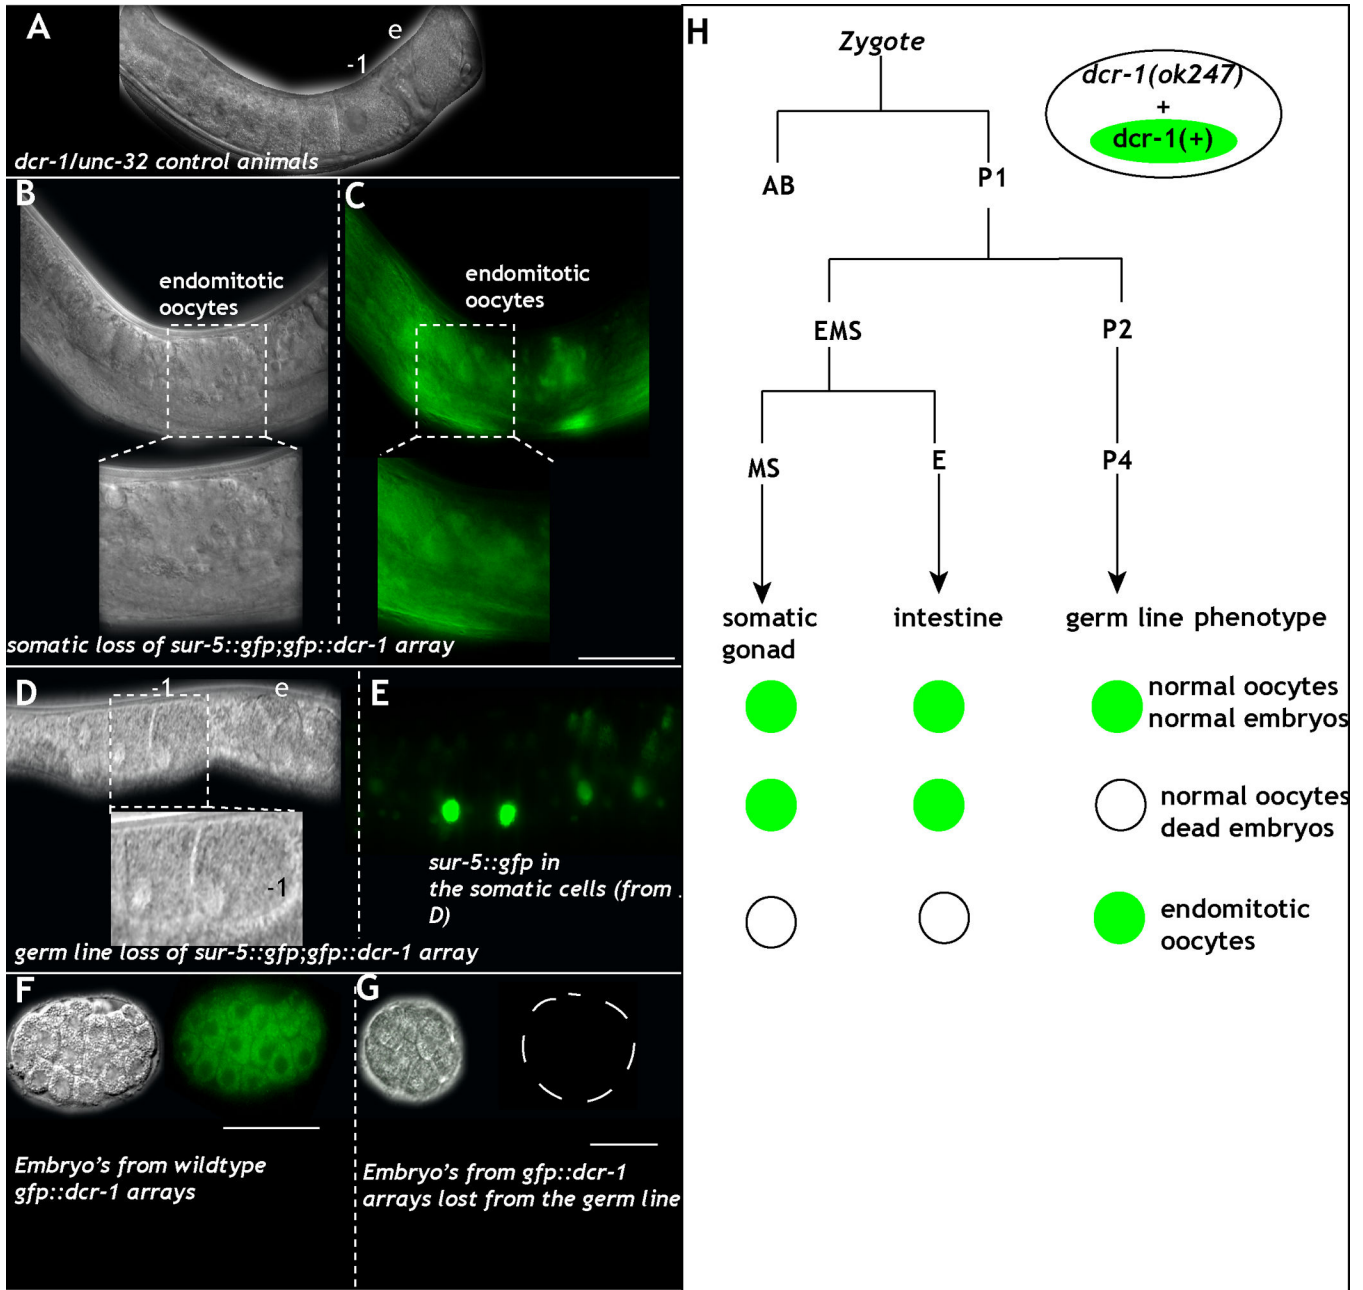 A
e
-1
dcr-1/unc-32 control animals
B
endomitotic
oocytes
C
endomitotic
oocytes
somatic loss of sur-5::gfp;gfp::dcr-1 array
D
-1
e
-1
E
sur-5::gfp in
the somatic cells (from .
D)
germ line loss of sur-5::gfp;gfp::dcr-1 array
F
G
Embryo's from wildtype
gfp::dcr-1 arrays
Embryo's from gfp::dcr-1
arrays lost from the germ line
H
Zygote
dcr-1(ok247)
+
dcr-1(+)
AB
P1
EMS
P2
MS
E
P4
somatic
gonad
intestine
germ line phenotype
normal oocytes
normal embryos
normal oocytes
dead embryos
endomitotic
oocytes